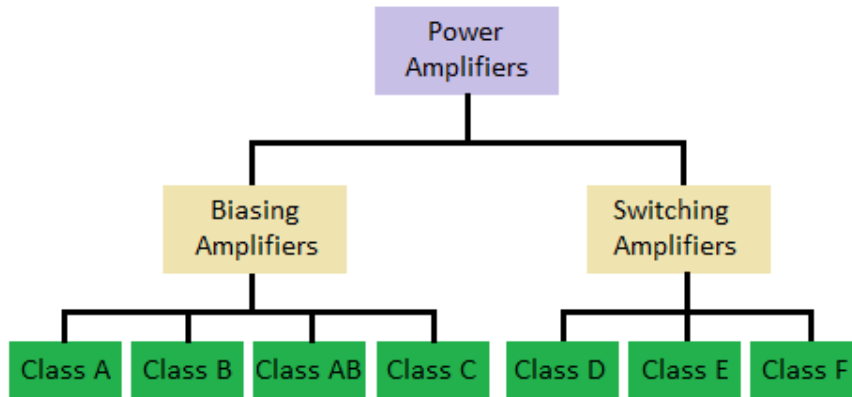 Power
Amplifiers
Biasing
Amplifiers
Switching
Amplifiers
Class A
Class B
Class AB
Class C
Class D
Class E
Class F